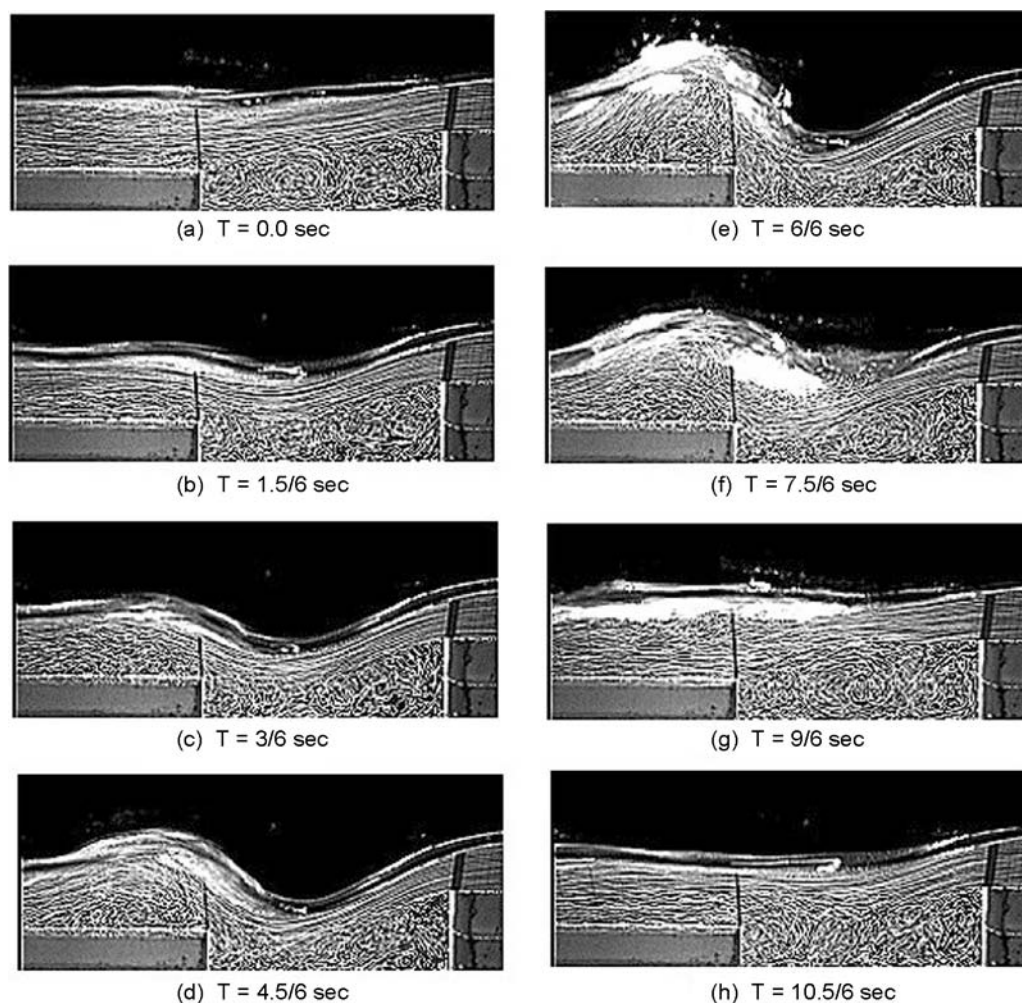 (a) T = 0.0 sec
(b) T = 1.5/6 sec
(c) T = 3/6 sec
(d) T = 4.5/6 sec
(e) T = 6/6 sec
(f) T = 7.5/6 sec
(g) T = 9/6 sec
(h) T = 10.5/6 sec